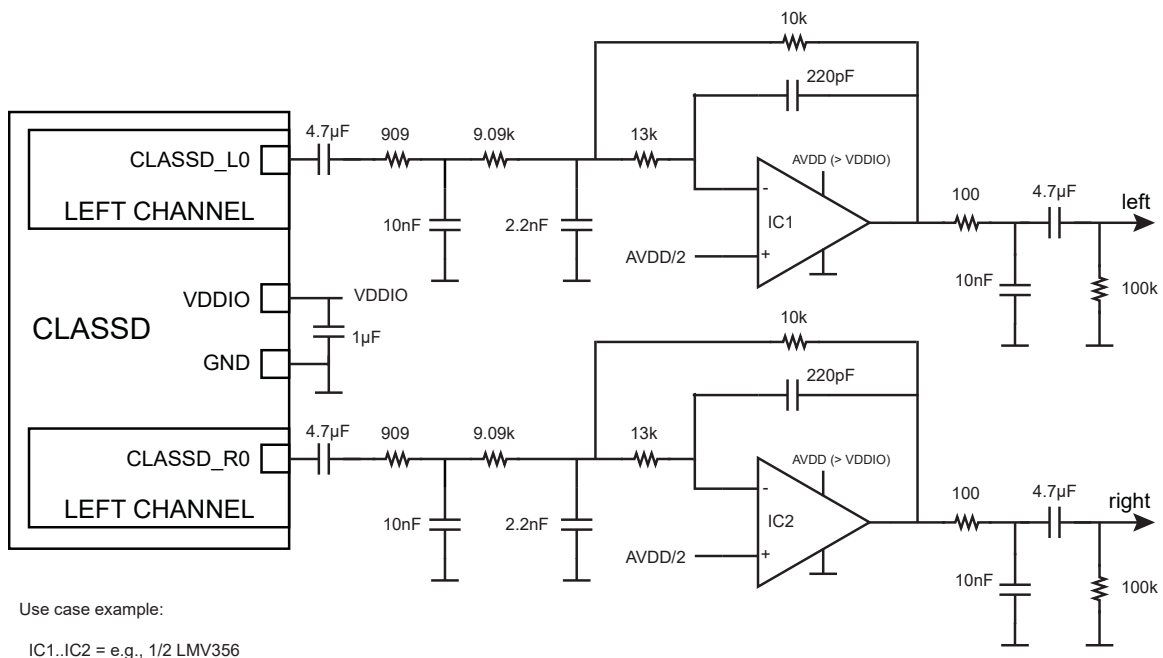 10k
220pF
4.7µF
909
9.09k
13k
CLASSD_L0
LEFT CHANNEL
10nF
2.2nF
AVDD (> VDDIO)
-
IC1
+
AVDD/2
100
4.7µF
left
10nF
100k
VDDIO
VDDIO
1µF
CLASSD
GND
10k
220pF
4.7µF
909
9.09k
13k
CLASSD_R0
LEFT CHANNEL
10nF
2.2nF
AVDD (> VDDIO)
-
IC2
+
AVDD/2
100
4.7µF
right
10nF
100k
Use case example:
IC1..IC2 = e.g., 1/2 LMV356